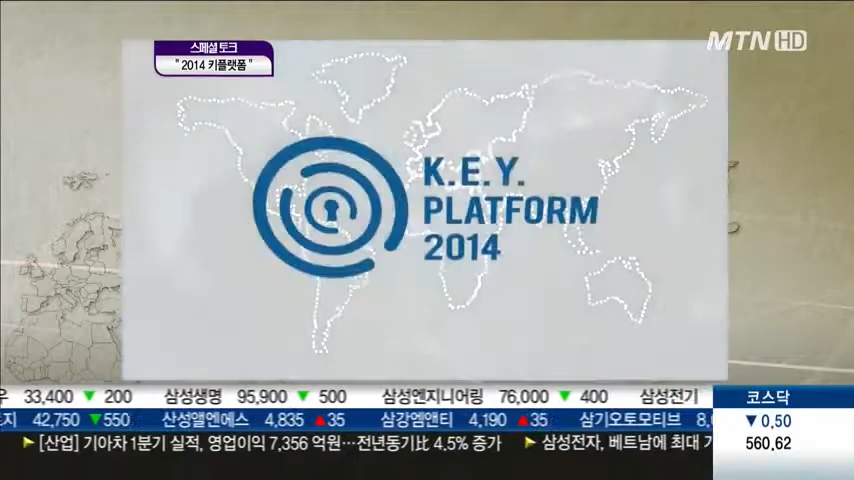 스페셜 토크
" 2014 키플랫폼 "
MTN HD
K.E.Y.
PLATFORM
2014
33,400 ▼ 200 삼성생명 95,900 ▼ 500 삼성엔지니어링 76,000 ▼ 400 삼성전기
42,750 ▼550 산성앨엔에스 4,835 ▲35 삼강엠앤티 4,190 ▲35 삼기오토모티브
▶ [산업] 기아차 1분기 실적, 영업이익 7,356 억원…전년동기比 4.5% 증가 ▶ 삼성전자, 베트남에 최대
코스닥
▼ 0.50
560.62